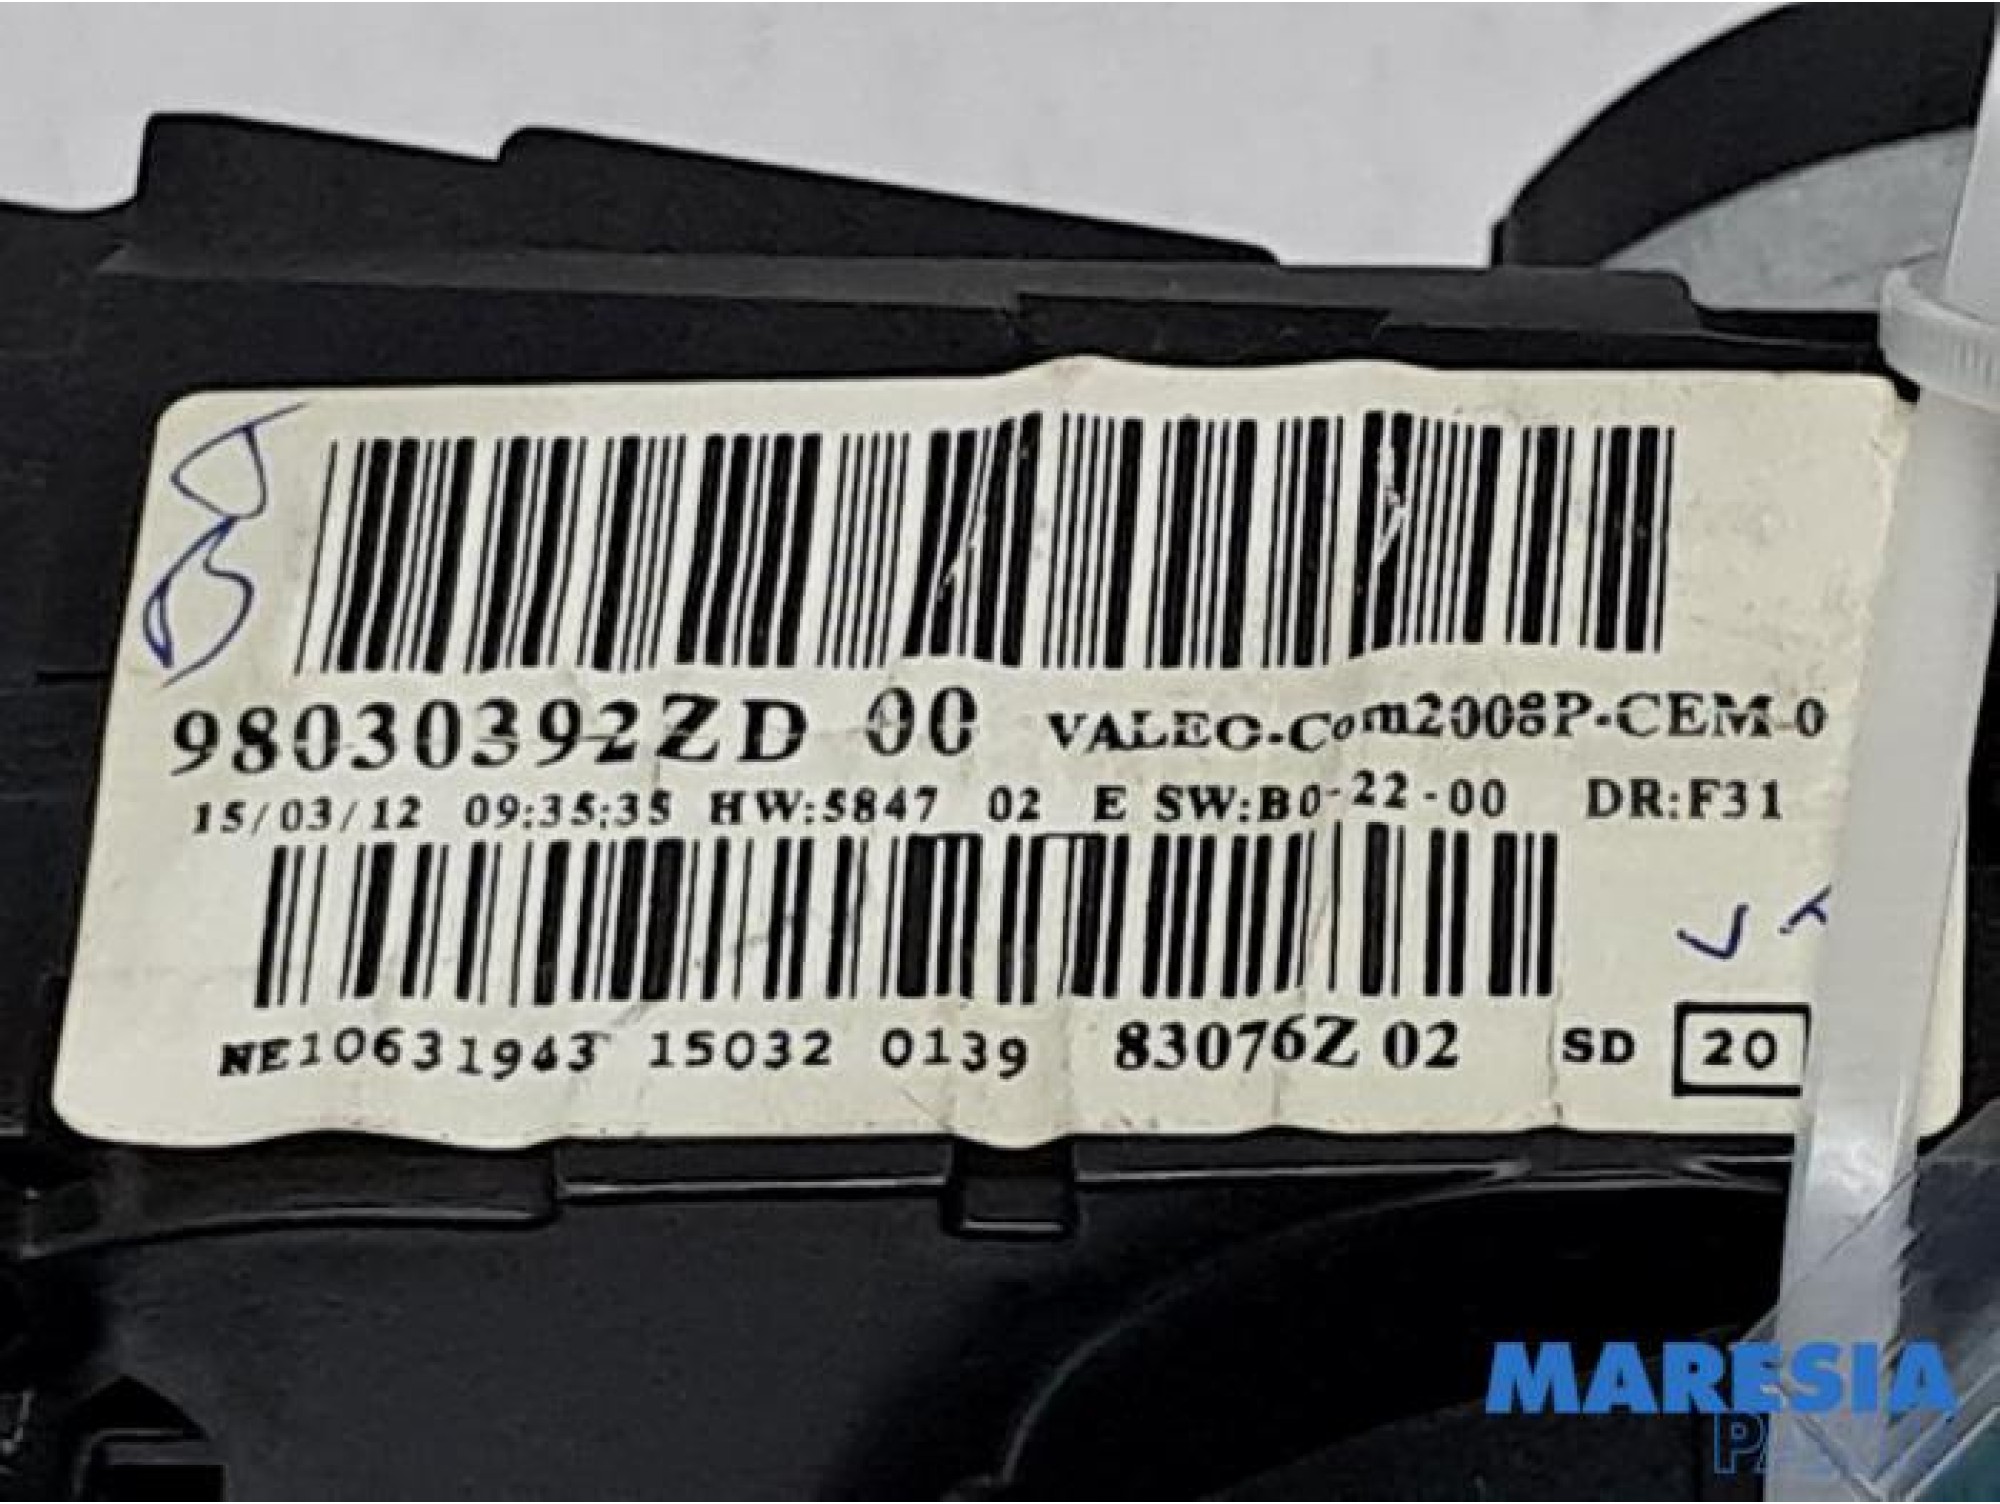 98030392ZD 00 VALEO-Com2008P-CEM-0
15/03/12 09:35:35 HW:5847 02 E SW:B0-22-00 DR:F31
NE10631943 15032 0139 83076Z 02 SD 20
MARESIA